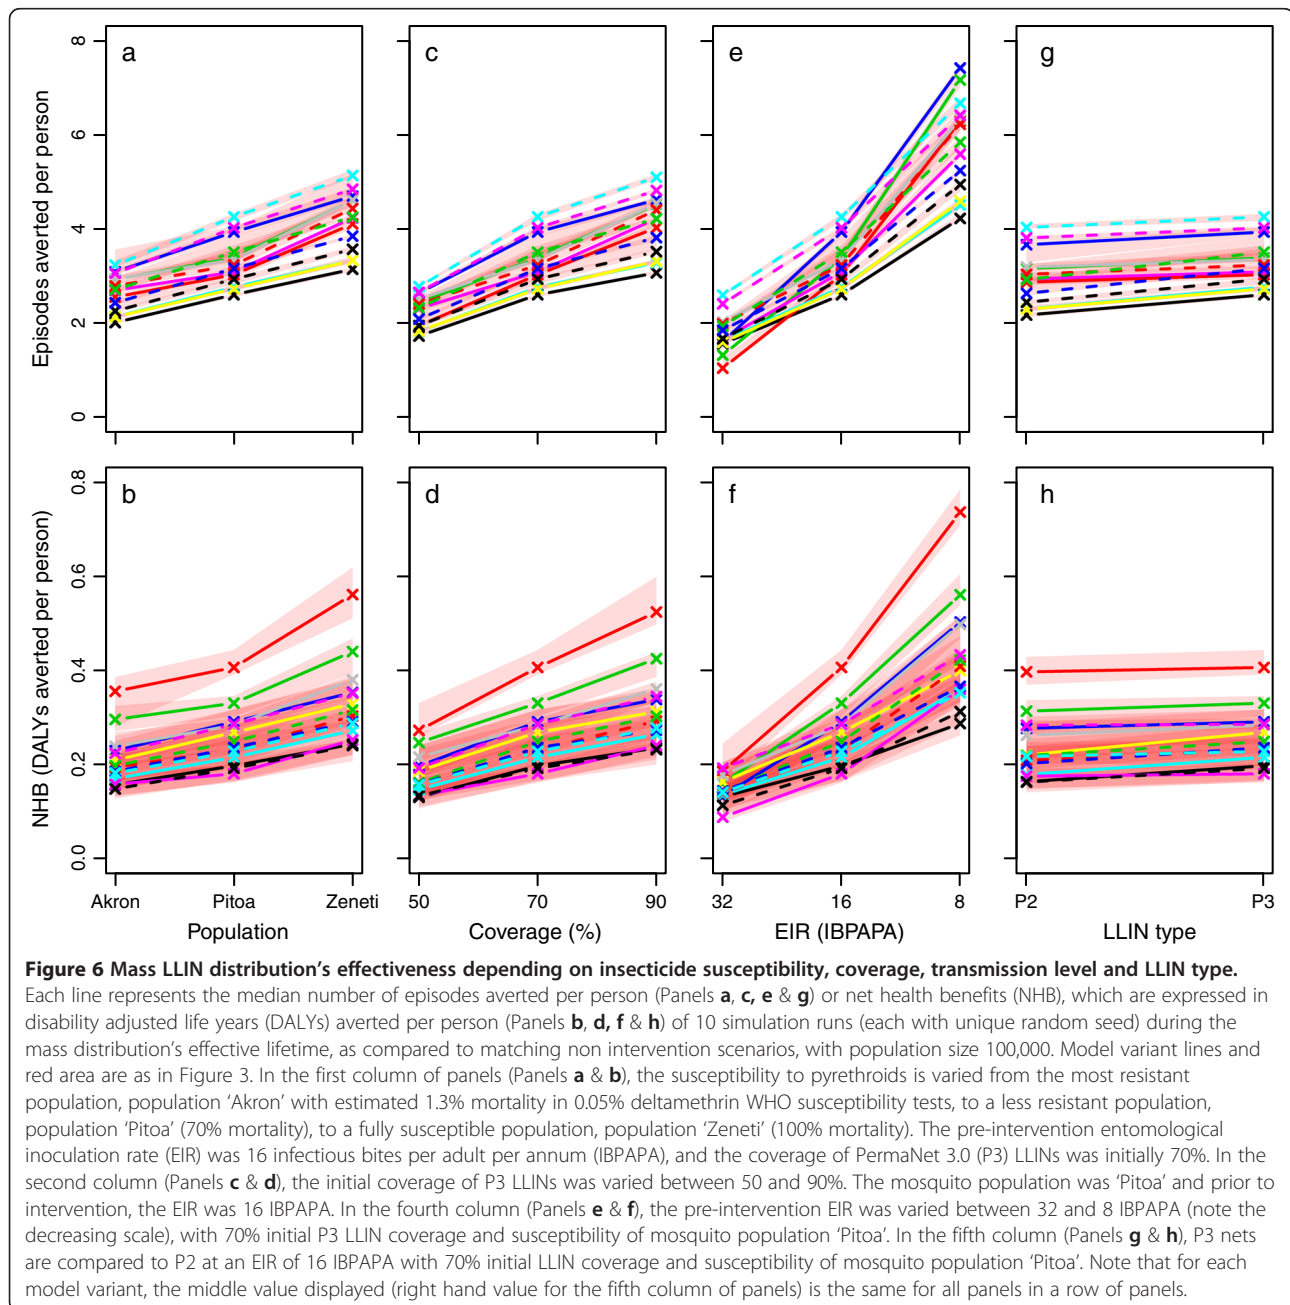 a
c
e
g
Episodes averted per person
0
2
4
6
8
b
d
f
h
NHB (DALYs averted per person)
0.0
0.2
0.4
0.6
0.8
Akron Pitoa Zeneti
50 70 90
32 16 8
P2 P3
Population
Coverage (%)
EIR (IBPAPA)
LLIN type
Figure 6 Mass LLIN distribution's effectiveness depending on insecticide susceptibility, coverage, transmission level and LLIN type.
Each line represents the median number of episodes averted per person (Panels a, c, e & g) or net health benefits (NHB), which are expressed in
disability adjusted life years (DALYs) averted per person (Panels b, d, f & h) of 10 simulation runs (each with unique random seed) during the
mass distribution's effective lifetime, as compared to matching non intervention scenarios, with population size 100,000. Model variant lines and
red area are as in Figure 3. In the first column of panels (Panels a & b), the susceptibility to pyrethroids is varied from the most resistant
population, population 'Akron' with estimated 1.3% mortality in 0.05% deltamethrin WHO susceptibility tests, to a less resistant population,
population 'Pitoa' (70% mortality), to a fully susceptible population, population 'Zeneti' (100% mortality). The pre-intervention entomological
inoculation rate (EIR) was 16 infectious bites per adult per annum (IBPAPA), and the coverage of PermaNet 3.0 (P3) LLINs was initially 70%. In the
second column (Panels c & d), the initial coverage of P3 LLINs was varied between 50 and 90%. The mosquito population was 'Pitoa' and prior to
intervention, the EIR was 16 IBPAPA. In the fourth column (Panels e & f), the pre-intervention EIR was varied between 32 and 8 IBPAPA (note the
decreasing scale), with 70% initial P3 LLIN coverage and susceptibility of mosquito population 'Pitoa'. In the fifth column (Panels g & h), P3 nets
are compared to P2 at an EIR of 16 IBPAPA with 70% initial LLIN coverage and susceptibility of mosquito population 'Pitoa'. Note that for each
model variant, the middle value displayed (right hand value for the fifth column of panels) is the same for all panels in a row of panels.